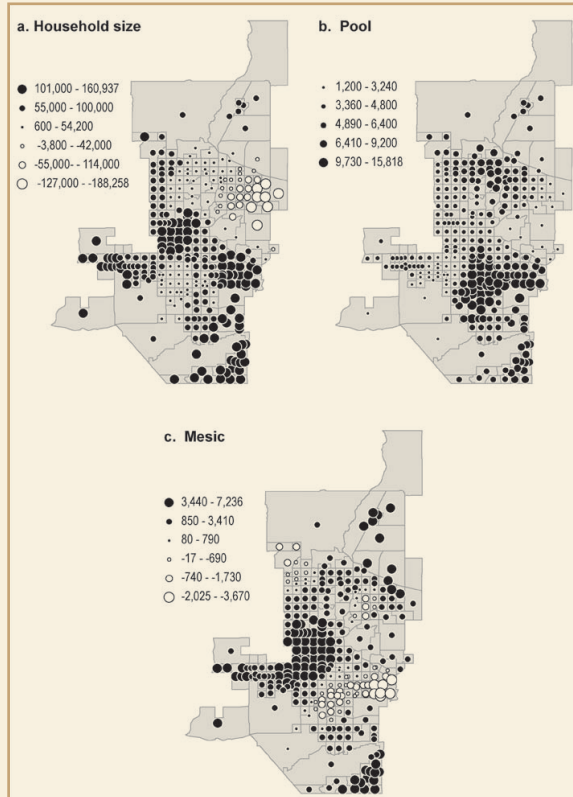 a. Household size
101,000 - 160,937
55,000 - 100,000
600 - 54,200
-3,800 - -42,000
-55,000- - 114,000
-127,000 - -188,258
b. Pool
1,200 - 3,240
3,360 - 4,800
4,890 - 6,400
6,410 - 9,200
9,730 - 15,818
c. Mesic
3,440 - 7,236
850 - 3,410
80 - 790
-17 - -690
-740 - -1,730
-2,025 - -3,670